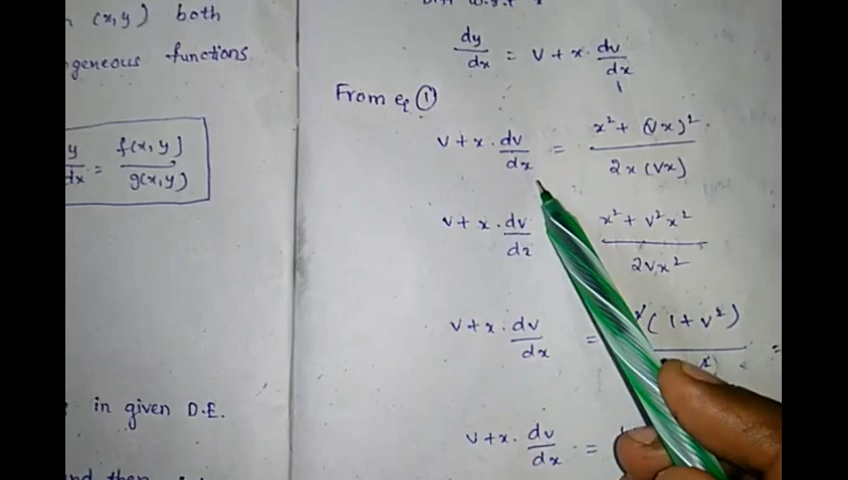 (x,y) both
geneous functions
y/dx = f(x,y)/g(x,y)
in given D.E.
dy/dx = v + x · dv/dx
From eq ①
v + x · dv/dx = x² + (vx)² / 2x(vx)
v + x · dv/dx x² + v²x² / 2vx²
v + x · dv/dx = (1 + v²)
v + x · dv/dx =